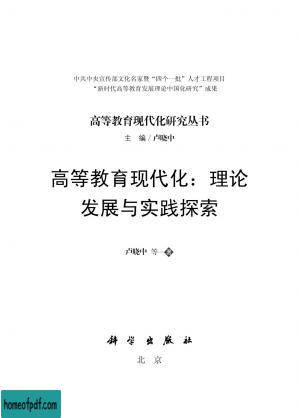 中共中央宣传部文化名家暨“四个一批”人才工程项目
“新时代高等教育发展理论中国化研究”成果
高等教育现代化研究丛书
主 编/卢晓中
高等教育现代化：理论
发展与实践探索
卢晓中 等 著
科学出版社
北京
homeofpdf.com